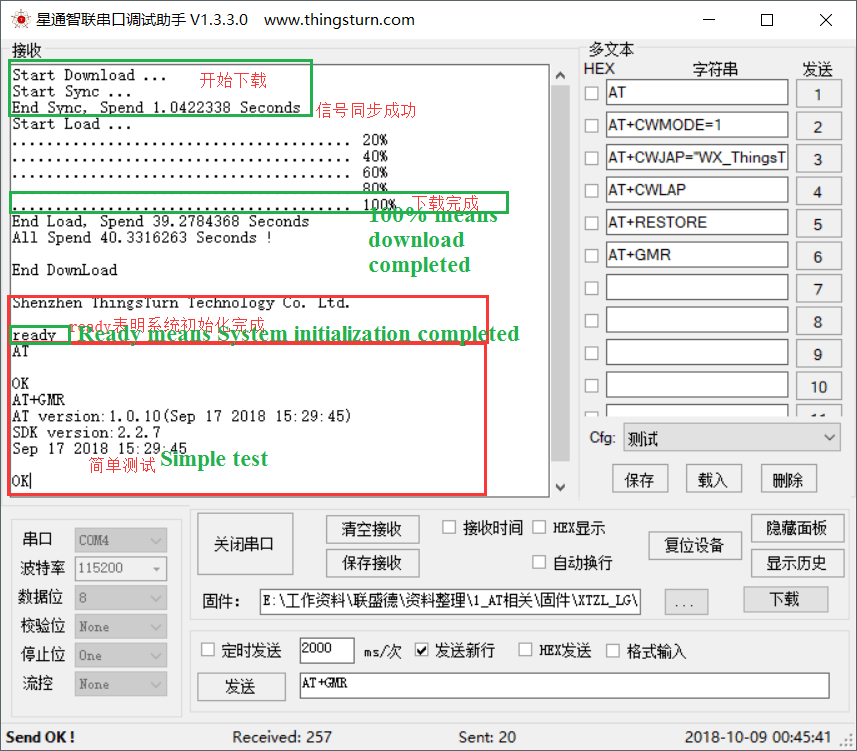 星通智联串口调试助手 V1.3.3.0 www.thingsturn.com
接收
Start Download ...
开始下载
Start Sync ...
End Sync, Spend 1.0422338 Seconds
信号同步成功
Start Load ...
........................................ 20%
........................................ 40%
........................................ 60%
........................................ 80%
........................................ 100%
下载完成
100% means
download
completed
End Load, Spend 39.2784368 Seconds
All Spend 40.3316263 Seconds !
End DownLoad
Shenzhen ThingsTurn Technology Co. Ltd.
ready表明系统初始化完成
ready
Ready means System initialization completed
AT
OK
AT+GMR
AT version:1.0.10(Sep 17 2018 15:29:45)
SDK version:2.2.7
Sep 17 2018 15:29:45
简单测试
Simple test
OK
多文本
HEX 字符串 发送
AT 1
AT+CWMODE=1 2
AT+CWJAP="WX_ThingsT 3
AT+CWLAP 4
AT+RESTORE 5
AT+GMR 6
7
8
9
10
11
Cfg: 测试
保存 载入 删除
串口 COM4
波特率 115200
数据位 8
校验位 None
停止位 One
流控 None
关闭串口
清空接收
保存接收
接收时间 HEX显示
自动换行
复位设备
隐藏面板
显示历史
固件: E:\工作资料\联盛德\资料整理\1_AT相关\固件\XTZL_LG\ ... 下载
定时发送 2000 ms/次 发送新行 HEX发送 格式输入
发送 AT+GMR
Send OK ! Received: 257 Sent: 20 2018-10-09 00:45:41